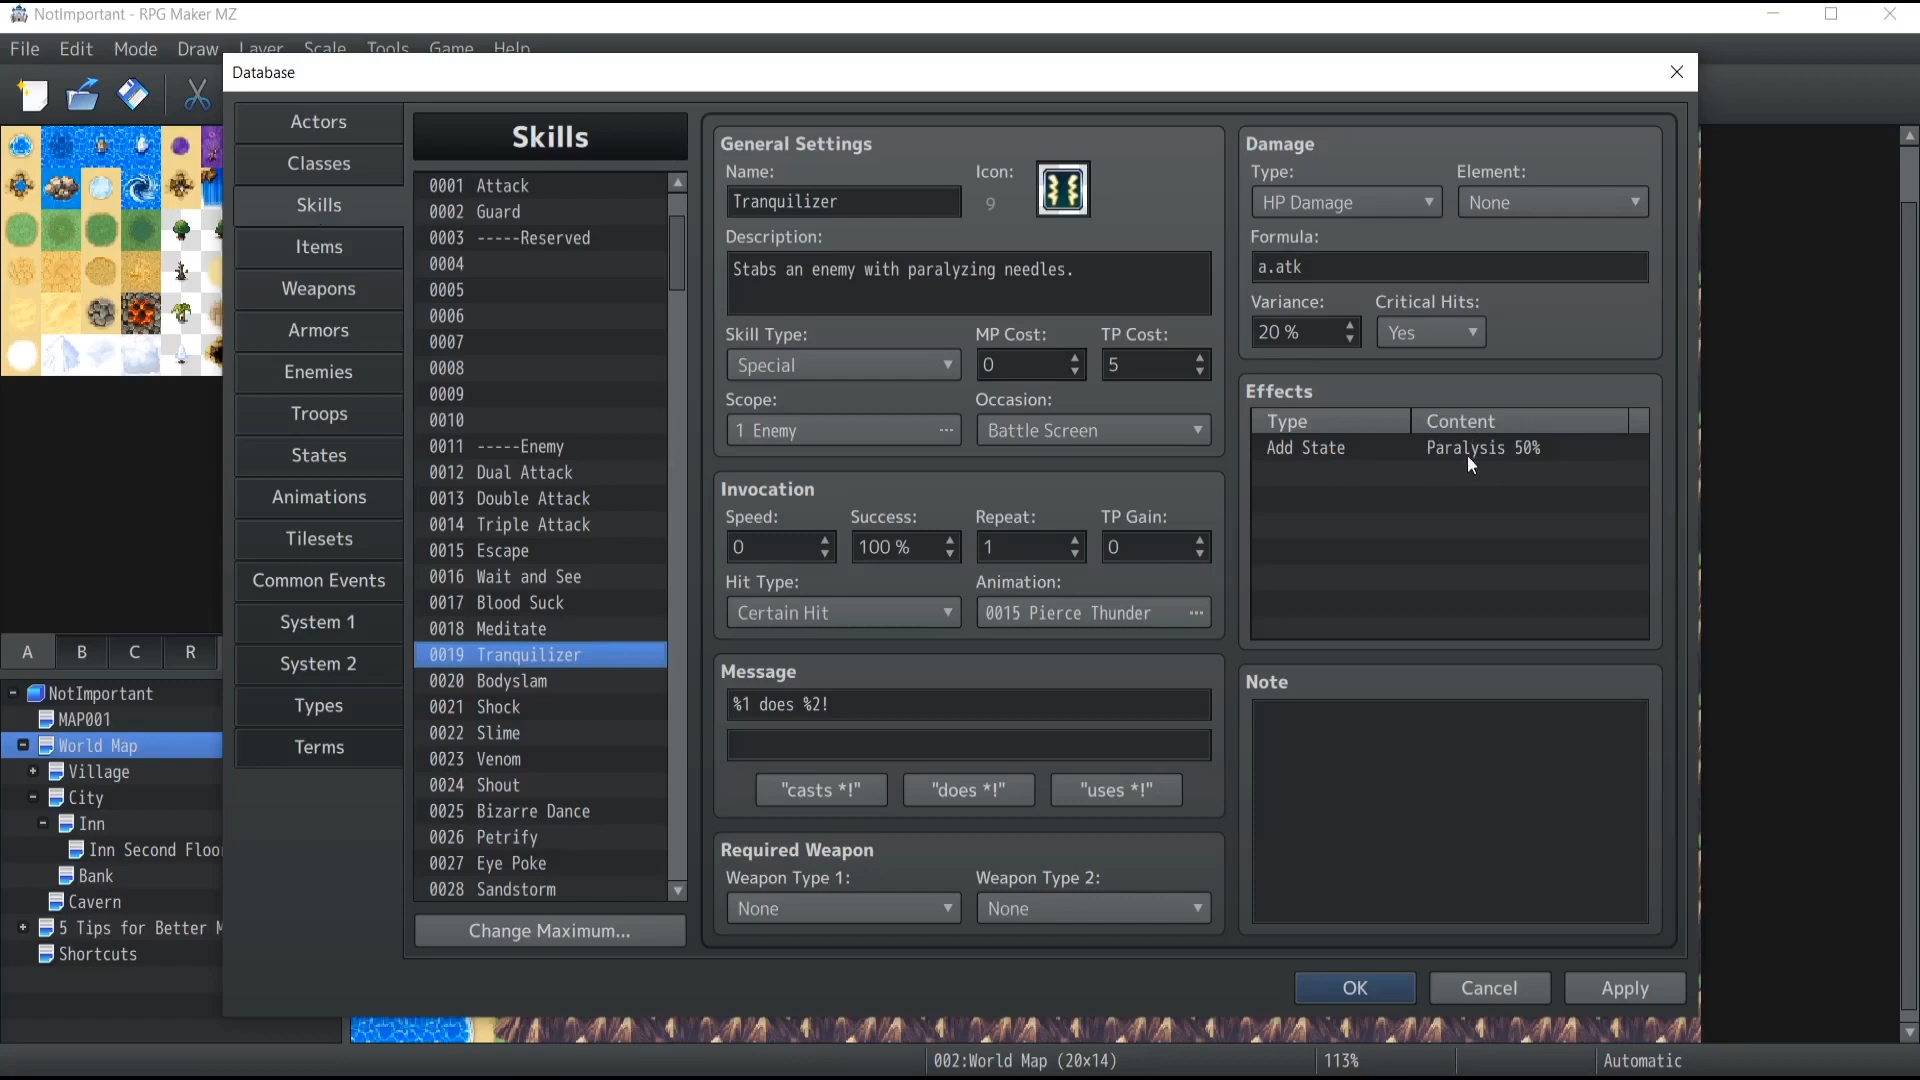 NotImportant - RPG Maker MZ
File Edit Mode Draw Layer Scale Tools Game Help
Database
Actors
Classes
Skills
Items
Weapons
Armors
Enemies
Troops
States
Animations
Tilesets
Common Events
System 1
System 2
Types
Terms
Skills
0001 Attack
0002 Guard
0003 -----Reserved
0004
0005
0006
0007
0008
0009
0010
0011 -----Enemy
0012 Dual Attack
0013 Double Attack
0014 Triple Attack
0015 Escape
0016 Wait and See
0017 Blood Suck
0018 Meditate
0019 Tranquilizer
0020 Bodyslam
0021 Shock
0022 Slime
0023 Venom
0024 Shout
0025 Bizarre Dance
0026 Petrify
0027 Eye Poke
0028 Sandstorm
Change Maximum...
General Settings
Name: Icon:
Tranquilizer 9
Description:
Stabs an enemy with paralyzing needles.
Skill Type: MP Cost: TP Cost:
Special 0 5
Scope: Occasion:
1 Enemy ... Battle Screen
Invocation
Speed: Success: Repeat: TP Gain:
0 100 % 1 0
Hit Type: Animation:
Certain Hit 0015 Pierce Thunder ...
Message
%1 does %2!
"casts *!" "does *!" "uses *!"
Required Weapon
Weapon Type 1: Weapon Type 2:
None None
Damage
Type: Element:
HP Damage None
Formula:
a.atk
Variance: Critical Hits:
20 % Yes
Effects
Type Content
Add State Paralysis 50%
Note
OK Cancel Apply
A B C R
NotImportant
MAP001
World Map
Village
City
Inn
Inn Second Floor
Bank
Cavern
5 Tips for Better M
Shortcuts
002:World Map (20×14) 113% Automatic